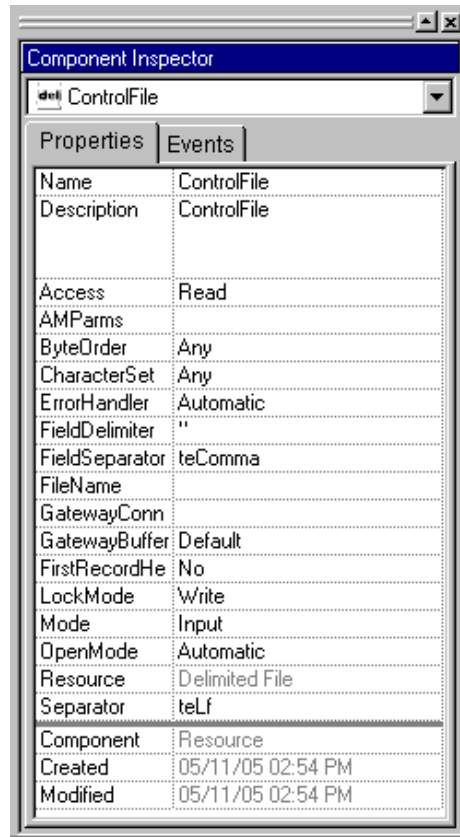 Component Inspector
del ControlFile
Properties Events
Name ControlFile
Description ControlFile
Access Read
AMParms
ByteOrder Any
CharacterSet Any
ErrorHandler Automatic
FieldDelimiter "
FieldSeparator teComma
FileName
GatewayConn
GatewayBuffer Default
FirstRecordHe No
LockMode Write
Mode Input
OpenMode Automatic
Resource Delimited File
Separator teLf
Component Resource
Created 05/11/05 02:54 PM
Modified 05/11/05 02:54 PM